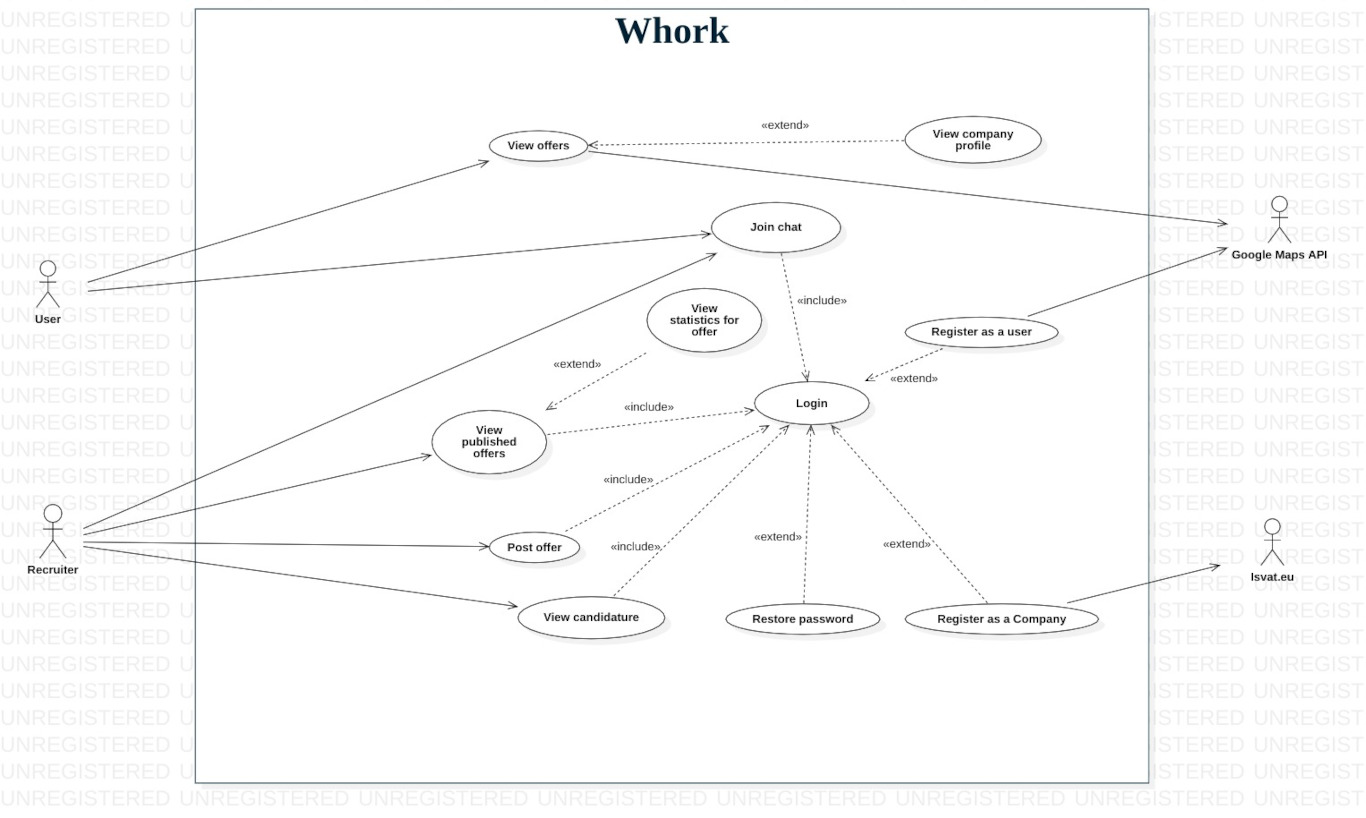 Whork
«extend»
View company
profile
View offers
Join chat
Google Maps API
User
View
statistics for
offer
«include»
Register as a user
«extend»
«extend»
Login
«include»
View
published
offers
«include»
Recruiter
Post offer
«include»
«extend»
«extend»
Isvat.eu
View candidature
Restore password
Register as a Company
UNREGISTERED UNREGISTERED UNREGISTERED UNREGISTERED UNREGISTERED UNREGISTERED UNREGISTERED UNREGIST